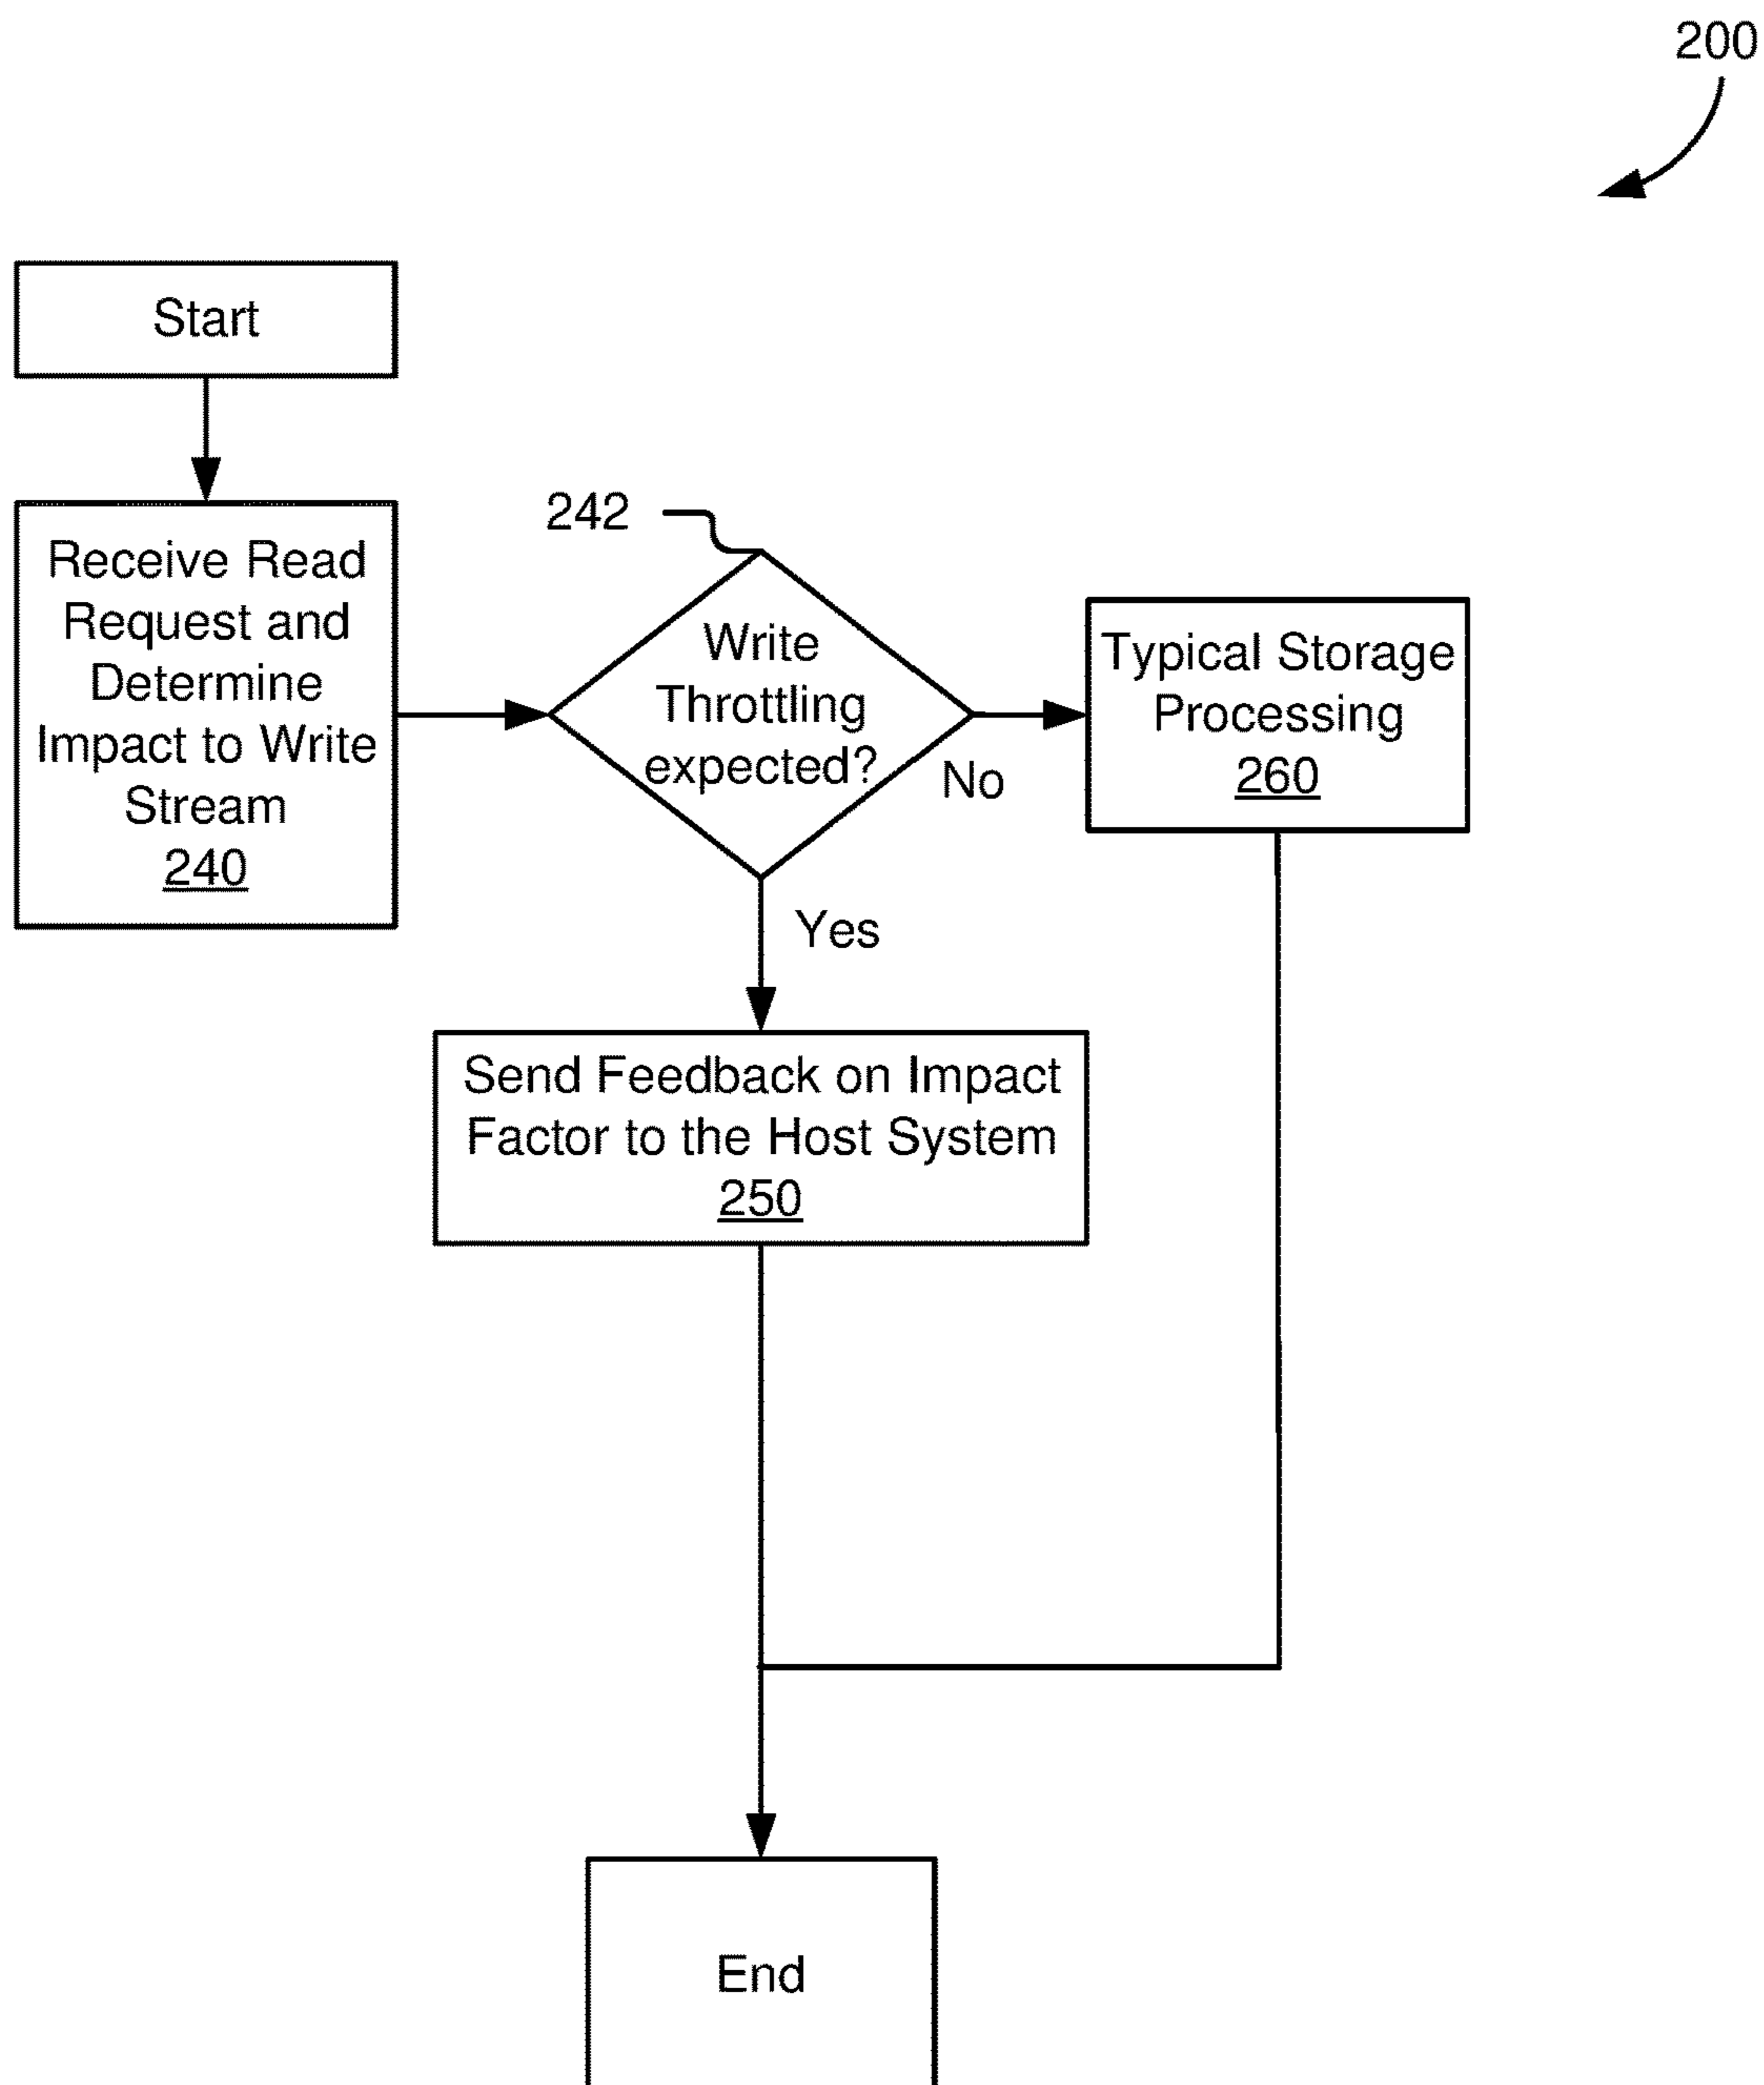 200
Start
Receive Read
Request and
Determine
Impact to Write
Stream
240
242
Write
Throttling
expected?
No
Yes
Typical Storage
Processing
260
Send Feedback on Impact
Factor to the Host System
250
End